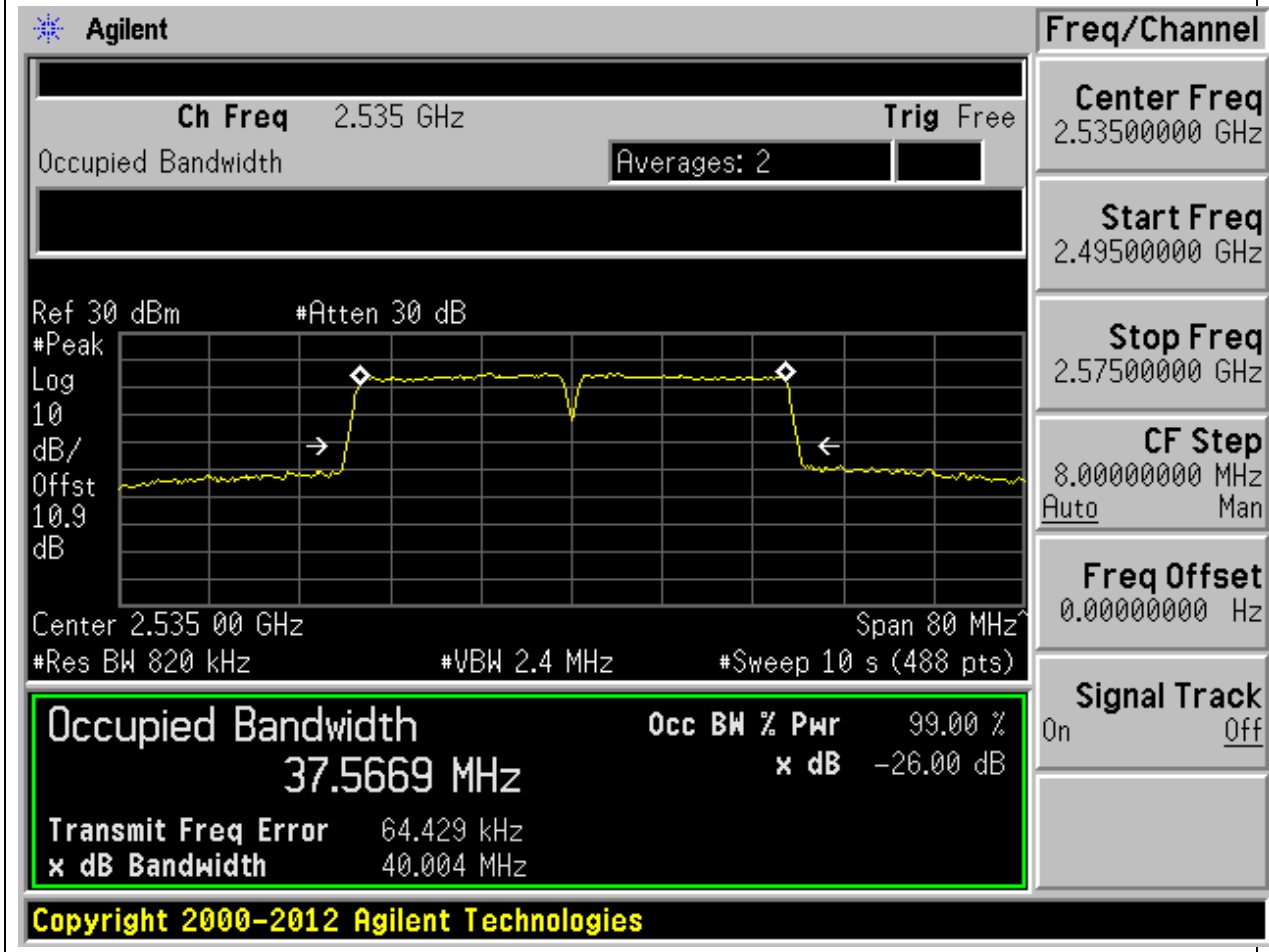 Agilent
Freq/Channel
Ch Freq 2.535 GHz Trig Free
Occupied Bandwidth Averages: 2
Center Freq
2.53500000 GHz
Start Freq
2.49500000 GHz
Stop Freq
2.57500000 GHz
CF Step
8.00000000 MHz
Auto Man
Freq Offset
0.00000000 Hz
Signal Track
On Off
Ref 30 dBm #Atten 30 dB
#Peak
Log
10
dB/
Offst
10.9
dB
Center 2.535 00 GHz Span 80 MHz^
#Res BW 820 kHz #VBW 2.4 MHz #Sweep 10 s (488 pts)
Occupied Bandwidth Occ BW % Pwr 99.00 %
37.5669 MHz x dB -26.00 dB
Transmit Freq Error 64.429 kHz
x dB Bandwidth 40.004 MHz
Copyright 2000-2012 Agilent Technologies